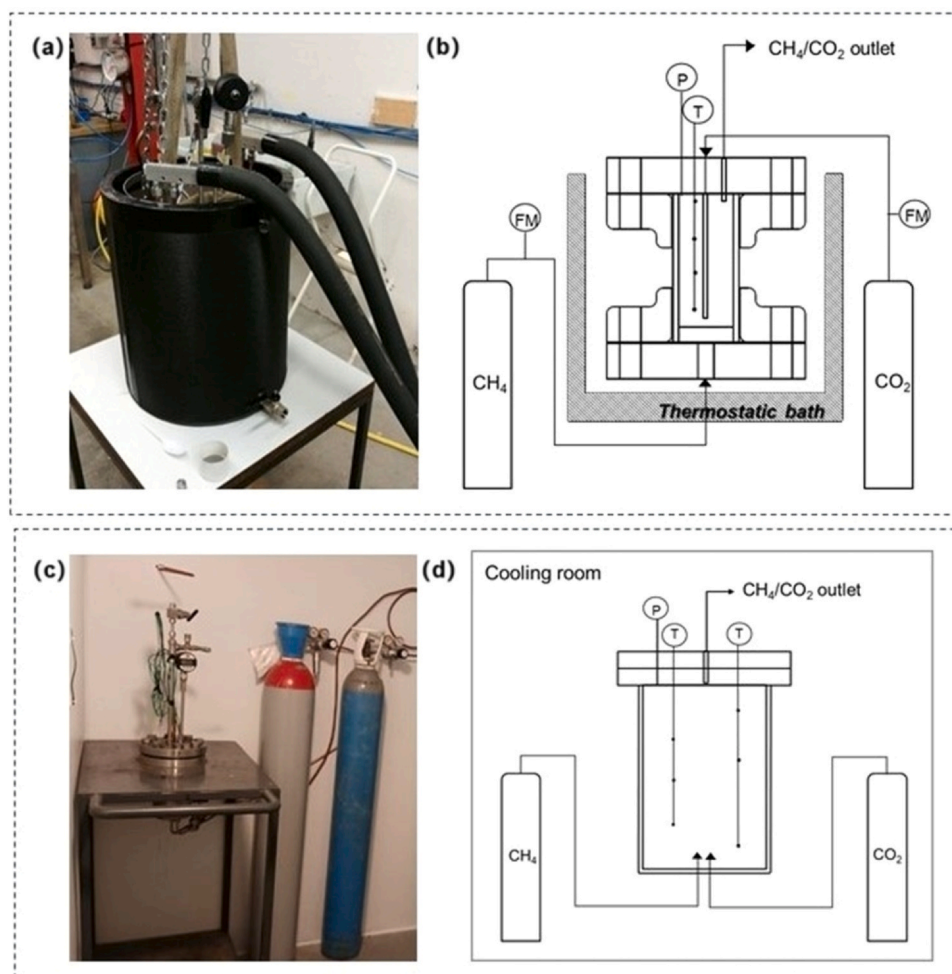 (a)
(b)
CH₄/CO₂ outlet
P
T
FM
FM
CH₄
CO₂
Thermostatic bath
(c)
(d)
Cooling room
CH₄/CO₂ outlet
P
T
T
CH₄
CO₂